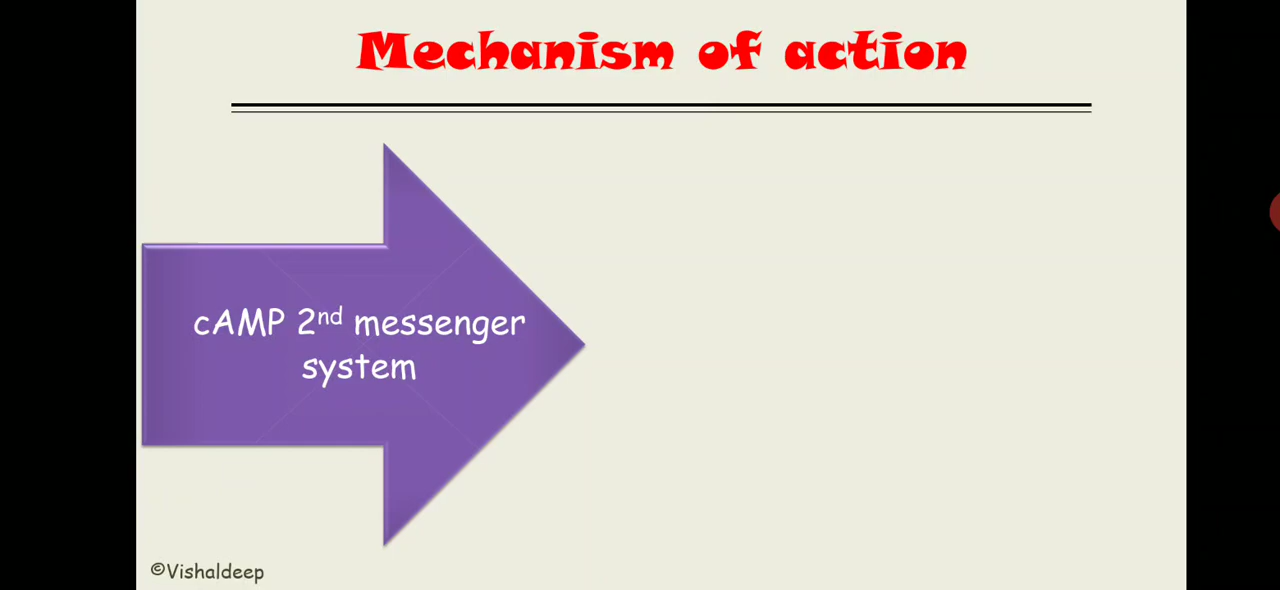 Mechanism of action
cAMP 2nd messenger
system
©Vishaldeep